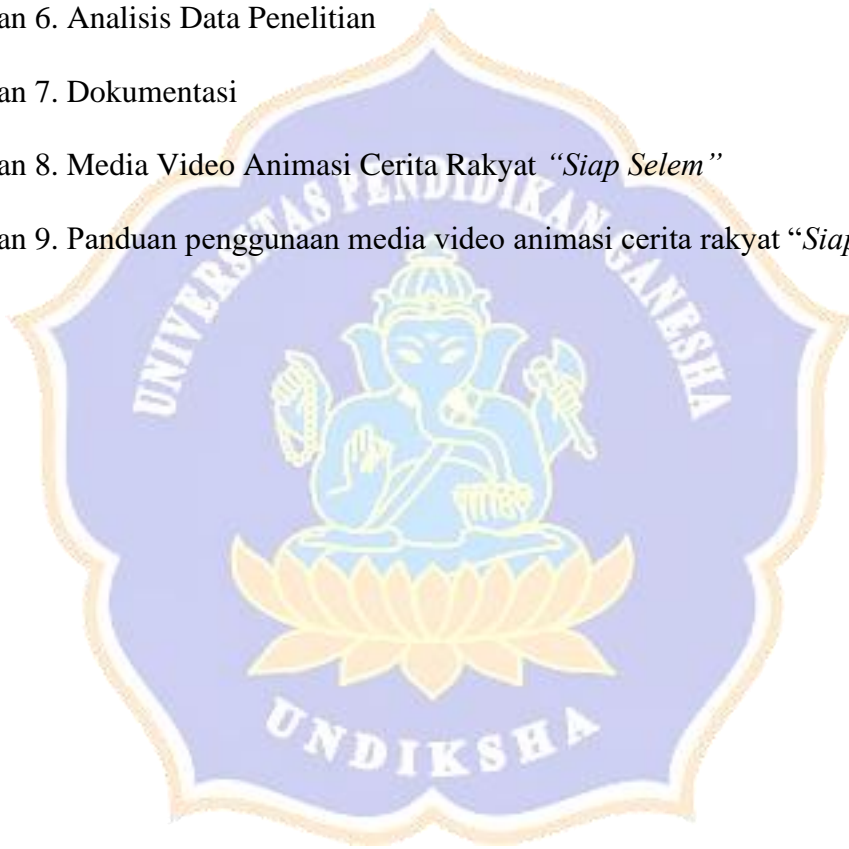 an 6. Analisis Data Penelitian
an 7. Dokumentasi
an 8. Media Video Animasi Cerita Rakyat “Siap Selem”
an 9. Panduan penggunaan media video animasi cerita rakyat “Siap
UNIVERSITAS PENDIDIKAN GANESHA
UNDIKSHA